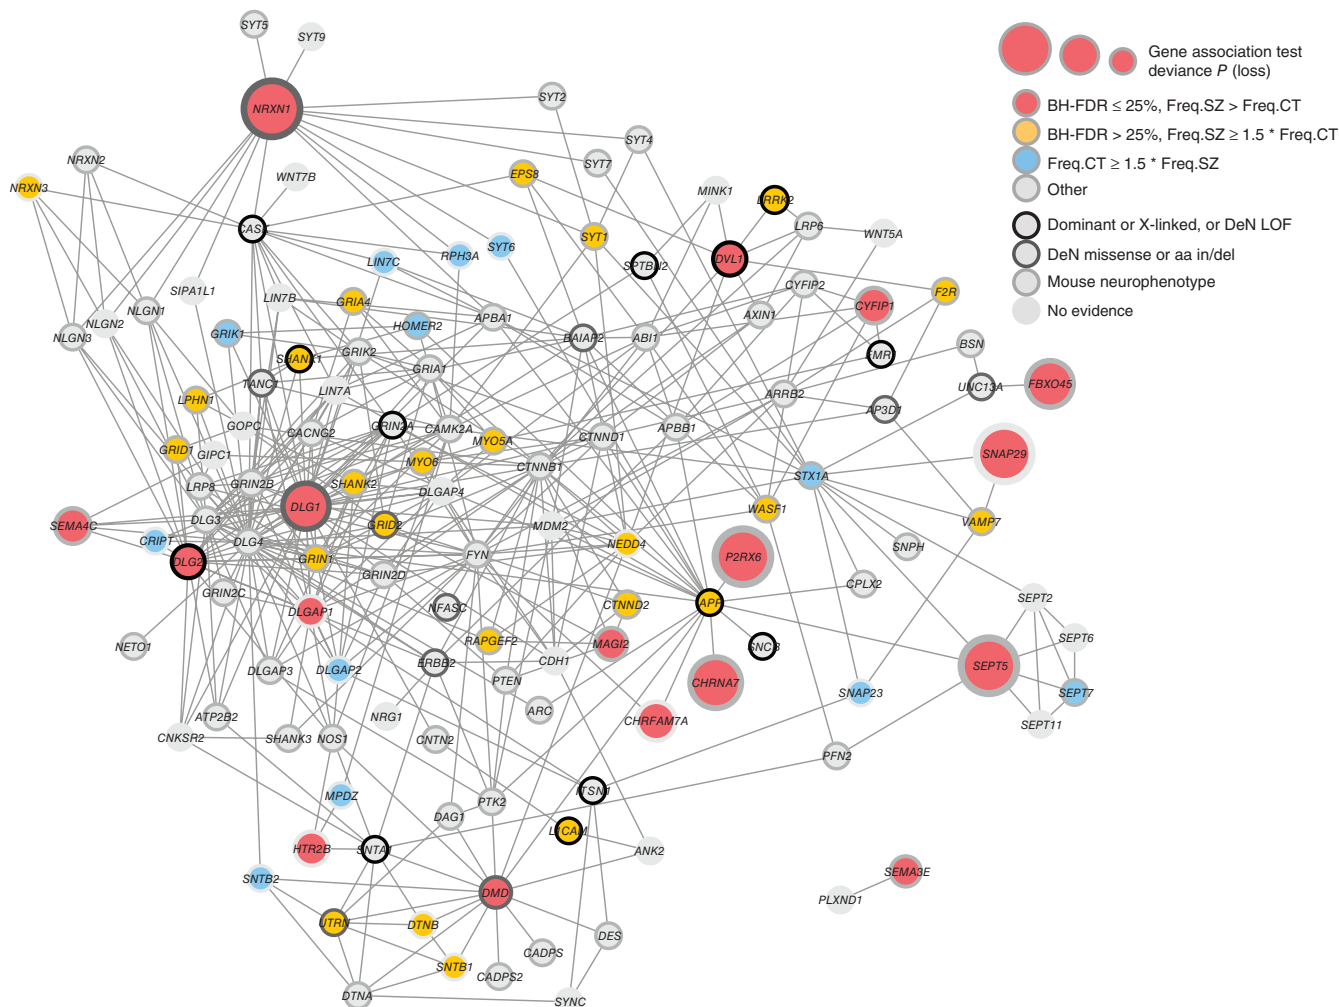 SYT5
SYT9
Gene association test
deviance P (loss)
NRXN1
SYT2
BH-FDR ≤ 25%, Freq.SZ > Freq.CT
BH-FDR > 25%, Freq.SZ ≥ 1.5 * Freq.CT
SYT4
NRXN2
SYT7
Freq.CT ≥ 1.5 * Freq.SZ
WNT7B
EPS8
NRXN3
MINK1
Other
LRRK2
CASK
SYT1
LRP6
WNT5A
Dominant or X-linked, or DeN LOF
SYT6
RPH3A
LIN7C
SPTBN2
DVL1
DeN missense or aa in/del
CYFIP2
Mouse neurophenotype
SIPA1L1
LIN7B
GRIA4
F2R
CYFIP1
No evidence
NLGN1
NLGN2
NLGN3
GRIK1
HOMER2
APBA1
AXIN1
BAIAP2
ABI1
BSN
SHANK1
GRIK2
FMR1
GRIA1
TANC1
LIN7A
UNC13A
FBXO45
ARRB2
LPHN1
AP3D1
GOPC
CACNG2
GRIN2A
CAMK2A
MYO5A
CTNND1
APBB1
GRID1
GIPC1
MYO6
CTNNB1
SNAP29
STX1A
LRP8
GRIN2B
SHANK2
DLGAP4
DLG1
WASF1
SEMA4C
DLG3
GRID2
MDM2
VAMP7
CRIPT
DLG4
NEDD4
SNPH
DLG2
GRIN1
FYN
P2RX6
GRIN2D
GRIN2C
CPLX2
SEPT2
DLGAP1
NFASC
CTNND2
APP
SEPT6
NETO1
RAPGEF2
MAGI2
SNCB
DLGAP3
DLGAP2
ERBB2
CDH1
SEPT5
PTEN
CHRNA7
SNAP23
SEPT7
ATP2B2
NRG1
ARC
CHRFAM7A
SEPT11
CNKSR2
SHANK3
NOS1
CNTN2
PFN2
MPDZ
PTK2
ITSN1
DAG1
L1CAM
HTR2B
SNTA1
ANK2
SNTB2
SEMA3E
DMD
PLXND1
UTRN
DTNB
DES
CADPS
SNTB1
CADPS2
DTNA
SYNC